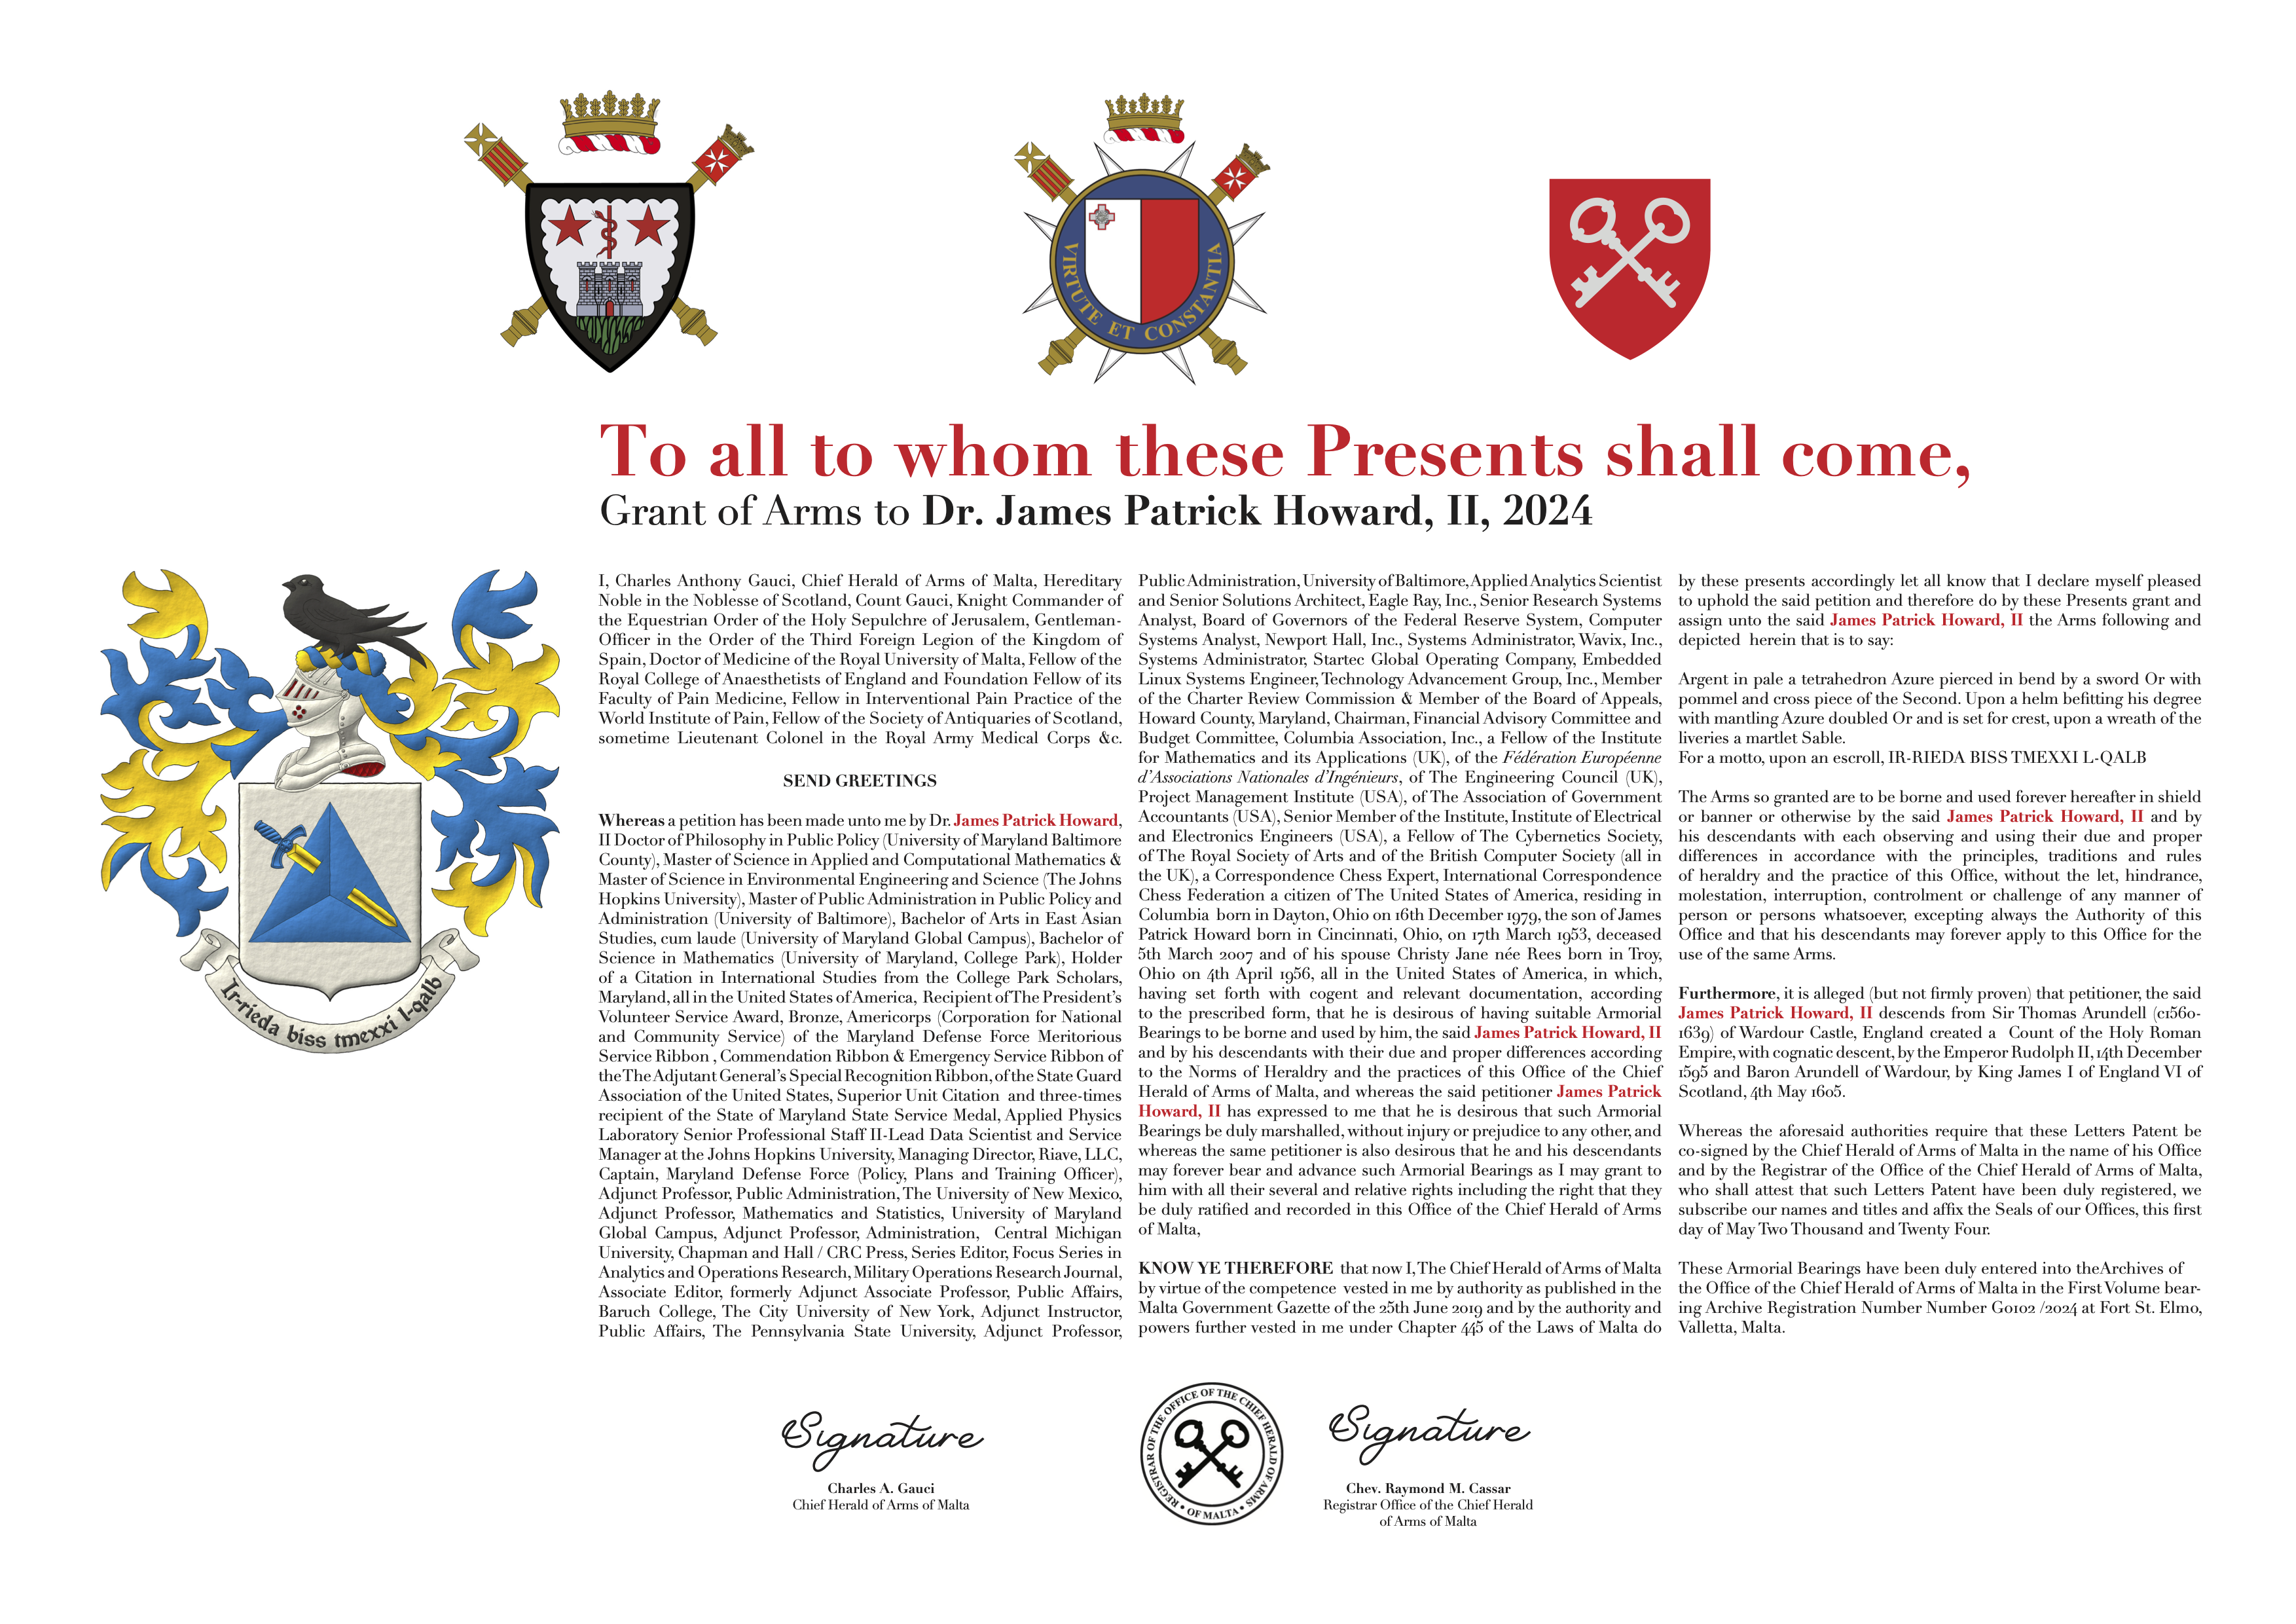 VIRTUTE ET CONSTANTIA
To all to whom these Presents shall come,
Grant of Arms to Dr. James Patrick Howard, II, 2024
Ir-rieda biss tmexxi l-qalb
I, Charles Anthony Gauci, Chief Herald of Arms of Malta, Hereditary
Noble in the Noblesse of Scotland, Count Gauci, Knight Commander of
the Equestrian Order of the Holy Sepulchre of Jerusalem, Gentleman-
Officer in the Order of the Third Foreign Legion of the Kingdom of
Spain, Doctor of Medicine of the Royal University of Malta, Fellow of the
Royal College of Anaesthetists of England and Foundation Fellow of its
Faculty of Pain Medicine, Fellow in Interventional Pain Practice of the
World Institute of Pain, Fellow of the Society of Antiquaries of Scotland,
sometime Lieutenant Colonel in the Royal Army Medical Corps &c.
SEND GREETINGS
Whereas a petition has been made unto me by Dr. James Patrick Howard,
II Doctor of Philosophy in Public Policy (University of Maryland Baltimore
County), Master of Science in Applied and Computational Mathematics &
Master of Science in Environmental Engineering and Science (The Johns
Hopkins University), Master of Public Administration in Public Policy and
Administration (University of Baltimore), Bachelor of Arts in East Asian
Studies, cum laude (University of Maryland Global Campus), Bachelor of
Science in Mathematics (University of Maryland, College Park), Holder
of a Citation in International Studies from the College Park Scholars,
Maryland, all in the United States of America, Recipient of The President's
Volunteer Service Award, Bronze, Americorps (Corporation for National
and Community Service) of the Maryland Defense Force Meritorious
Service Ribbon , Commendation Ribbon & Emergency Service Ribbon of
theThe Adjutant General's Special Recognition Ribbon, of the State Guard
Association of the United States, Superior Unit Citation and three-times
recipient of the State of Maryland State Service Medal, Applied Physics
Laboratory Senior Professional Staff II-Lead Data Scientist and Service
Manager at the Johns Hopkins University, Managing Director, Riave, LLC,
Captain, Maryland Defense Force (Policy, Plans and Training Officer),
Adjunct Professor, Public Administration, The University of New Mexico,
Adjunct Professor, Mathematics and Statistics, University of Maryland
Global Campus, Adjunct Professor, Administration, Central Michigan
University, Chapman and Hall / CRC Press, Series Editor, Focus Series in
Analytics and Operations Research, Military Operations Research Journal,
Associate Editor, formerly Adjunct Associate Professor, Public Affairs,
Baruch College, The City University of New York, Adjunct Instructor,
Public Affairs, The Pennsylvania State University, Adjunct Professor,
Public Administration, University of Baltimore, Applied Analytics Scientist
and Senior Solutions Architect, Eagle Ray, Inc., Senior Research Systems
Analyst, Board of Governors of the Federal Reserve System, Computer
Systems Analyst, Newport Hall, Inc., Systems Administrator, Wavix, Inc.,
Systems Administrator, Startec Global Operating Company, Embedded
Linux Systems Engineer, Technology Advancement Group, Inc., Member
of the Charter Review Commission & Member of the Board of Appeals,
Howard County, Maryland, Chairman, Financial Advisory Committee and
Budget Committee, Columbia Association, Inc., a Fellow of the Institute
for Mathematics and its Applications (UK), of the Fédération Européenne
d'Associations Nationales d'Ingénieurs, of The Engineering Council (UK),
Project Management Institute (USA), of The Association of Government
Accountants (USA), Senior Member of the Institute, Institute of Electrical
and Electronics Engineers (USA), a Fellow of The Cybernetics Society,
of The Royal Society of Arts and of the British Computer Society (all in
the UK), a Correspondence Chess Expert, International Correspondence
Chess Federation a citizen of The United States of America, residing in
Columbia born in Dayton, Ohio on 16th December 1979, the son of James
Patrick Howard born in Cincinnati, Ohio, on 17th March 1953, deceased
5th March 2007 and of his spouse Christy Jane née Rees born in Troy,
Ohio on 4th April 1956, all in the United States of America, in which,
having set forth with cogent and relevant documentation, according
to the prescribed form, that he is desirous of having suitable Armorial
Bearings to be borne and used by him, the said James Patrick Howard, II
and by his descendants with their due and proper differences according
to the Norms of Heraldry and the practices of this Office of the Chief
Herald of Arms of Malta, and whereas the said petitioner James Patrick
Howard, II has expressed to me that he is desirous that such Armorial
Bearings be duly marshalled, without injury or prejudice to any other, and
whereas the same petitioner is also desirous that he and his descendants
may forever bear and advance such Armorial Bearings as I may grant to
him with all their several and relative rights including the right that they
be duly ratified and recorded in this Office of the Chief Herald of Arms
of Malta,
KNOW YE THEREFORE that now I, The Chief Herald of Arms of Malta
by virtue of the competence vested in me by authority as published in the
Malta Government Gazette of the 25th June 2019 and by the authority and
powers further vested in me under Chapter 445 of the Laws of Malta do
by these presents accordingly let all know that I declare myself pleased
to uphold the said petition and therefore do by these Presents grant and
assign unto the said James Patrick Howard, II the Arms following and
depicted herein that is to say:
Argent in pale a tetrahedron Azure pierced in bend by a sword Or with
pommel and cross piece of the Second. Upon a helm befitting his degree
with mantling Azure doubled Or and is set for crest, upon a wreath of the
liveries a martlet Sable.
For a motto, upon an escroll, IR-RIEDA BISS TMEXXI L-QALB
The Arms so granted are to be borne and used forever hereafter in shield
or banner or otherwise by the said James Patrick Howard, II and by
his descendants with each observing and using their due and proper
differences in accordance with the principles, traditions and rules
of heraldry and the practice of this Office, without the let, hindrance,
molestation, interruption, controlment or challenge of any manner of
person or persons whatsoever, excepting always the Authority of this
Office and that his descendants may forever apply to this Office for the
use of the same Arms.
Furthermore, it is alleged (but not firmly proven) that petitioner, the said
James Patrick Howard, II descends from Sir Thomas Arundell (c1560-
1639) of Wardour Castle, England created a Count of the Holy Roman
Empire, with cognatic descent, by the Emperor Rudolph II, 14th December
1595 and Baron Arundell of Wardour, by King James I of England VI of
Scotland, 4th May 1605.
Whereas the aforesaid authorities require that these Letters Patent be
co-signed by the Chief Herald of Arms of Malta in the name of his Office
and by the Registrar of the Office of the Chief Herald of Arms of Malta,
who shall attest that such Letters Patent have been duly registered, we
subscribe our names and titles and affix the Seals of our Offices, this first
day of May Two Thousand and Twenty Four.
These Armorial Bearings have been duly entered into theArchives of
the Office of the Chief Herald of Arms of Malta in the First Volume bear-
ing Archive Registration Number Number G0102 /2024 at Fort St. Elmo,
Valletta, Malta.
Signature
Charles A. Gauci
Chief Herald of Arms of Malta
REGISTRAR OF THE OFFICE OF THE CHIEF HERALD OF ARMS • OF MALTA •
Signature
Chev. Raymond M. Cassar
Registrar Office of the Chief Herald
of Arms of Malta